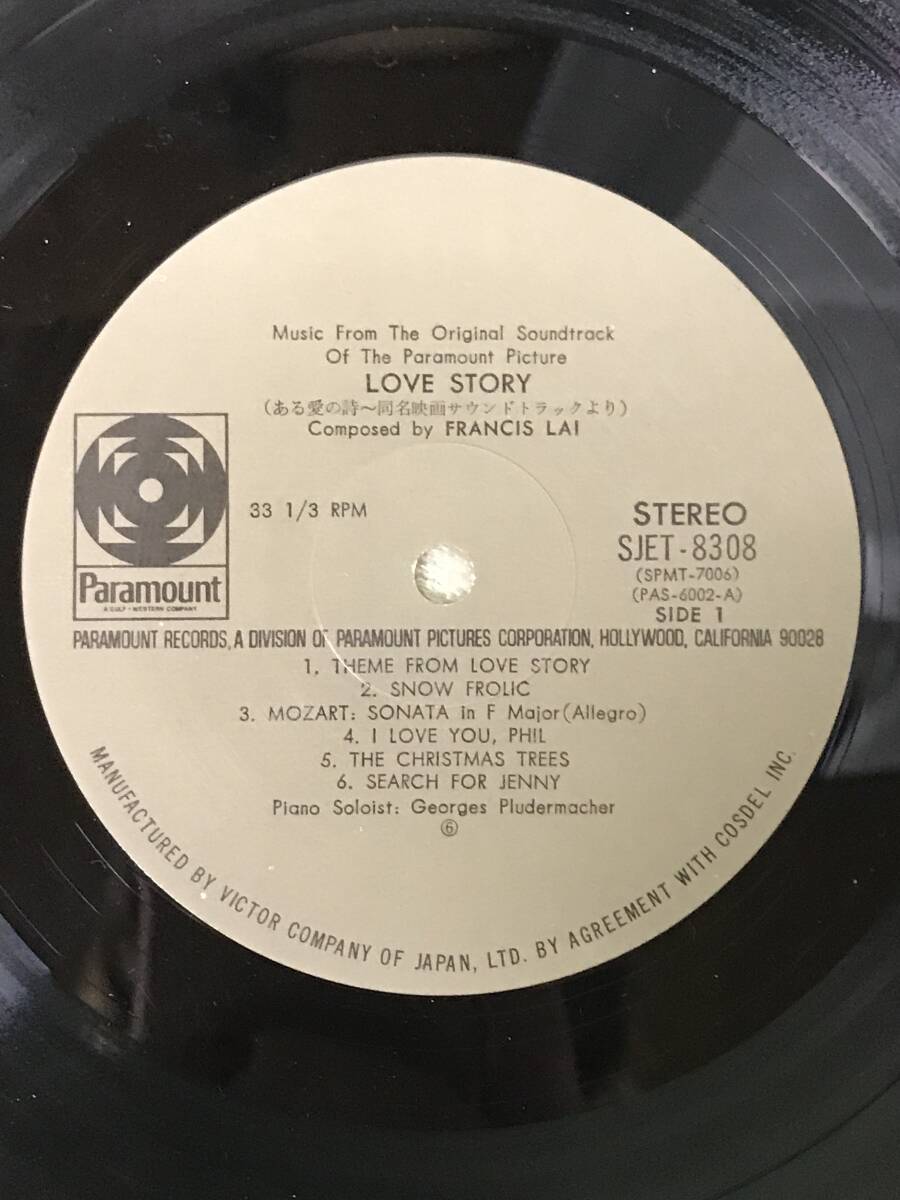 Music From The Original Soundtrack
Of The Paramount Picture
LOVE STORY
(ある愛の詩〜同名映画サウンドトラックより)
Composed by FRANCIS LAI
33 1/3 RPM
STEREO
SJET-8308
(SPMT-7006)
(PAS-6002-A)
SIDE 1
Paramount
A GULF+WESTERN COMPANY
PARAMOUNT RECORDS, A DIVISION OF PARAMOUNT PICTURES CORPORATION, HOLLYWOOD, CALIFORNIA 90028
1. THEME FROM LOVE STORY
2. SNOW FROLIC
3. MOZART: SONATA in F Major(Allegro)
4. I LOVE YOU, PHIL
5. THE CHRISTMAS TREES
6. SEARCH FOR JENNY
Piano Soloist: Georges Pludermacher
⑥
MANUFACTURED BY VICTOR COMPANY OF JAPAN, LTD. BY AGREEMENT WITH COSDEL INC.